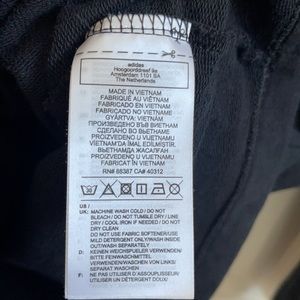 adidas
Hoogoorddreef 9a
Amsterdam 1101 BA
The Netherlands
MADE IN VIETNAM
FABRIQUÉ AU VIÊTNAM
FABRICADO EN VIETNAM
FABRICADO NO VIETNAM
GYÁRTVA: VIETNAM
ПРОИЗВЕДЕНО ВЪВ ВИЕТНАМ
СДЕЛАНО ВО ВЬЕТНАМЕ
PROIZVEDENO U VIJETNAMU
VIETNAM'DA İMAL EDİLMİŞTİR.
ВЬЕТНАМДА ЖАСАЛҒАН
PROIZVEDENO U VIJETNAMU
FABRICAT IN VIETNAM
RN# 88387 CA# 40312
30
US /
UK: MACHINE WASH COLD / DO NOT
BLEACH / DO NOT TUMBLE DRY / LINE
DRY / COOL IRON IF NEEDED / DO NOT
DRY CLEAN
DO NOT USE FABRIC SOFTENER/USE
MILD DETERGENT ONLY/WASH INSIDE
OUT/WASH SEPARATELY.
D: KEINEN WEICHSPÜLER VERWENDEN/
BITTE FEINWASCHMITTEL
VERWENDEN/VON LINKS
WASCHEN/SEPARAT WASCHEN.
F: NE PAS UTILISER D'ASSOUPLISSEUR/
DÉTERGENT DOUX